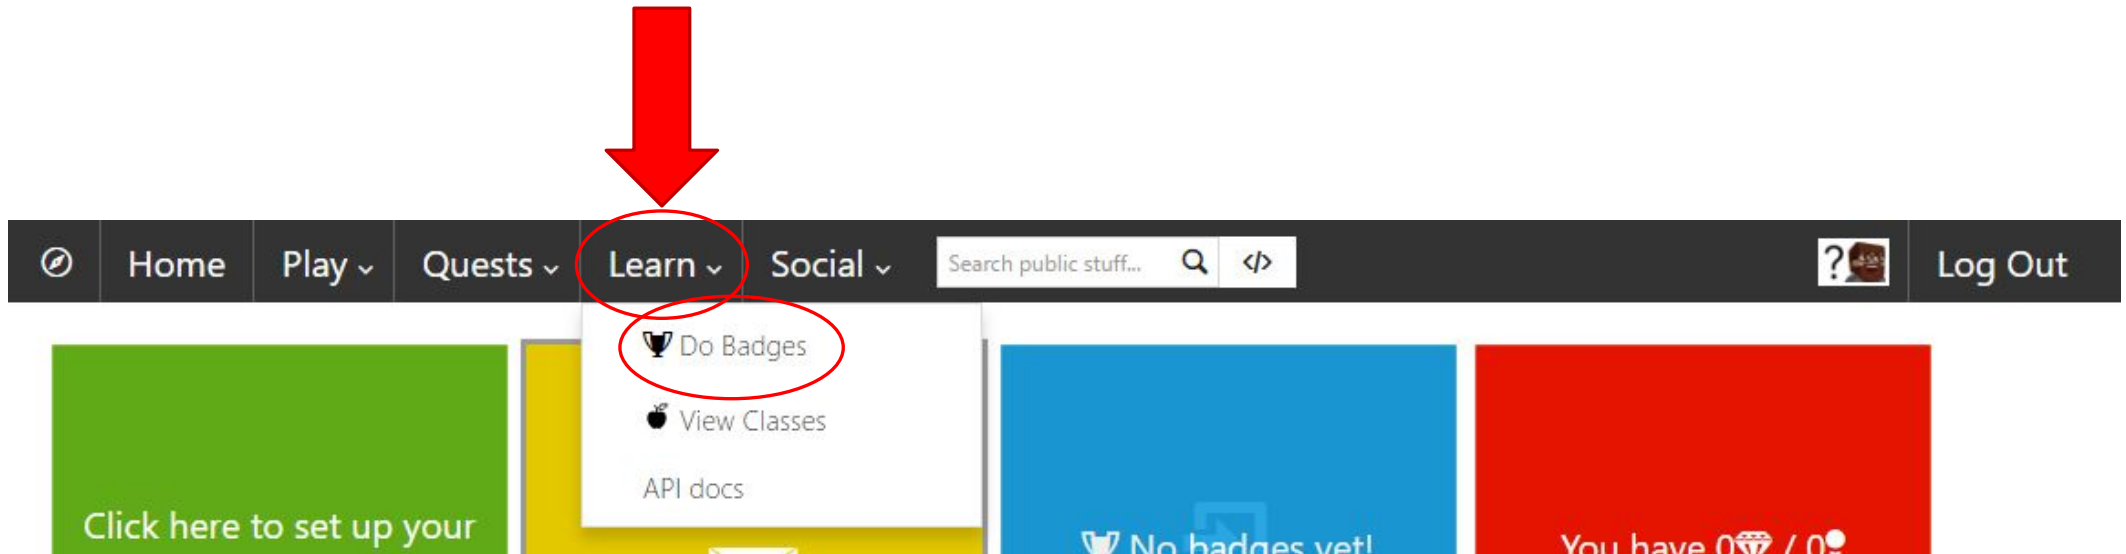 Home Play Quests Learn Social Search public stuff... </> ? Log Out
Do Badges
View Classes
API docs
Click here to set up your
No badges yet!
You have 0 / 0